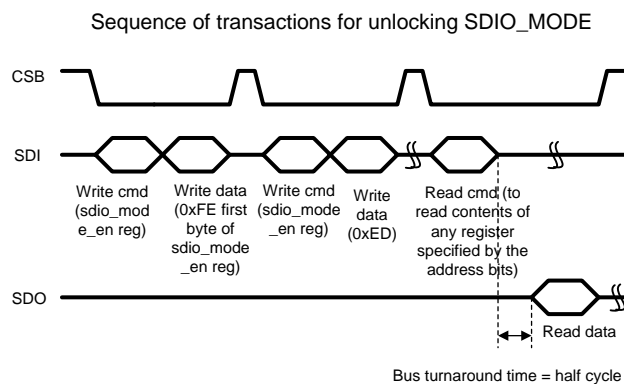 Sequence of transactions for unlocking SDIO_MODE
CSB
SDI
Write cmd
(sdio_mod
e_en reg)
Write data
(0xFE first
byte of
sdio_mode
_en reg)
Write cmd
(sdio_mode
_en reg)
Write
data
(0xED)
Read cmd (to
read contents of
any register
specified by the
address bits)
SDO
Read data
Bus turnaround time = half cycle